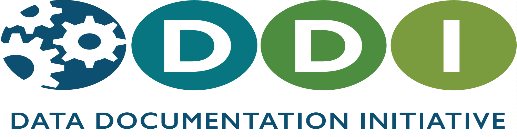 DDI
DATA DOCUMENTATION INITIATIVE